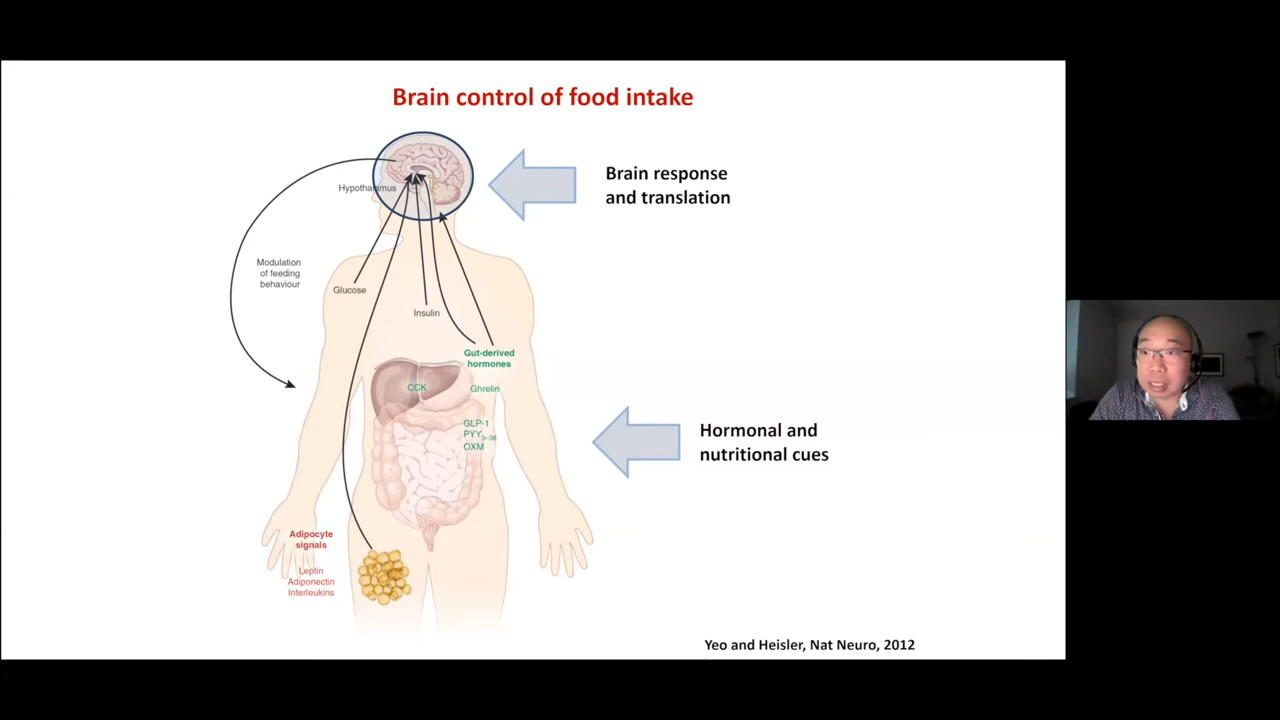 Brain control of food intake
Brain response
and translation
Hypothalamus
Modulation
of feeding
behaviour
Glucose
Insulin
Gut-derived
hormones
CCK
Ghrelin
GLP-1
PYY3–36
OXM
Hormonal and
nutritional cues
Adipocyte
signals
Leptin
Adiponectin
Interleukins
Yeo and Heisler, Nat Neuro, 2012